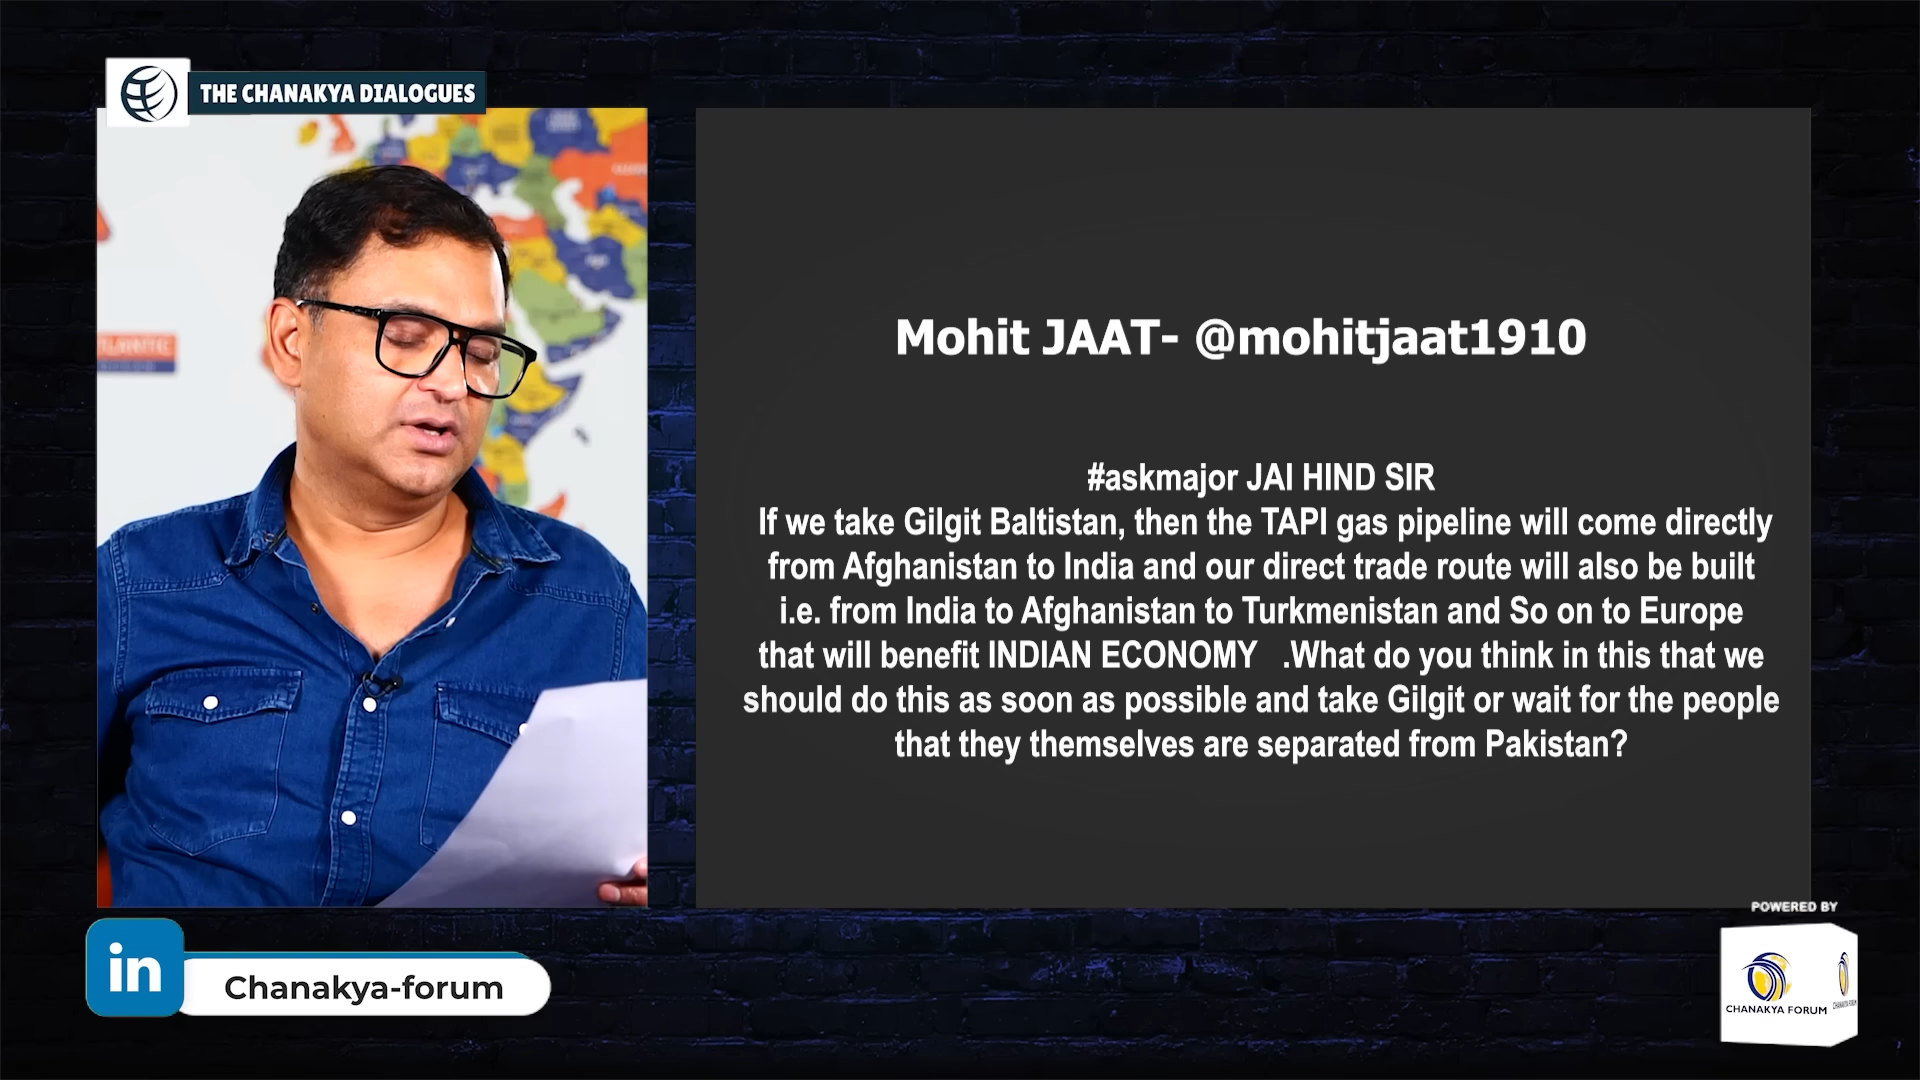 THE CHANAKYA DIALOGUES
Mohit JAAT- @mohitjaat1910
#askmajor JAI HIND SIR
If we take Gilgit Baltistan, then the TAPI gas pipeline will come directly
from Afghanistan to India and our direct trade route will also be built
i.e. from India to Afghanistan to Turkmenistan and So on to Europe
that will benefit INDIAN ECONOMY .What do you think in this that we
should do this as soon as possible and take Gilgit or wait for the people
that they themselves are separated from Pakistan?
in
Chanakya-forum
POWERED BY
CHANAKYA FORUM